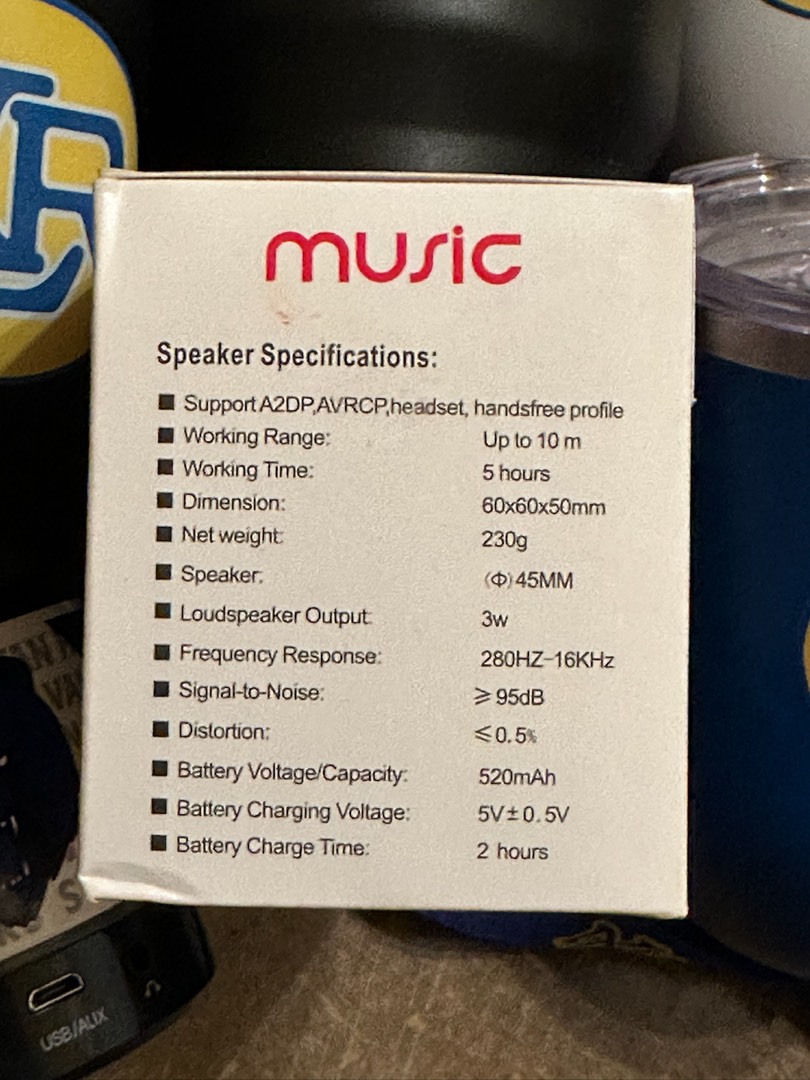 music
Speaker Specifications:
■ Support A2DP,AVRCP,headset, handsfree profile
■ Working Range: Up to 10 m
■ Working Time: 5 hours
■ Dimension: 60x60x50mm
■ Net weight: 230g
■ Speaker: (Φ)45MM
■ Loudspeaker Output: 3w
■ Frequency Response: 280HZ-16KHz
■ Signal-to-Noise: ≥95dB
■ Distortion: ≤0.5%
■ Battery Voltage/Capacity: 520mAh
■ Battery Charging Voltage: 5V±0.5V
■ Battery Charge Time: 2 hours
USB/AUX